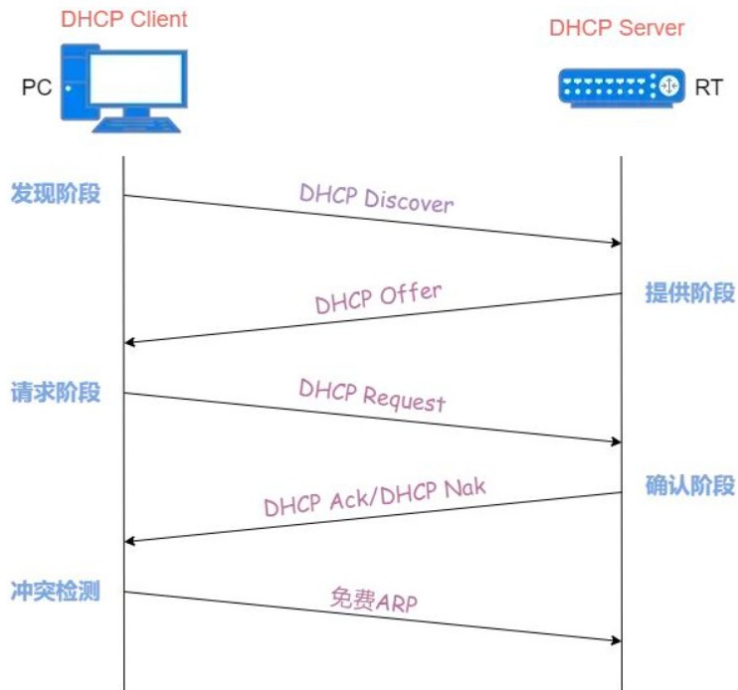 DHCP Client
DHCP Server
PC
RT
发现阶段
DHCP Discover
DHCP Offer
提供阶段
请求阶段
DHCP Request
DHCP Ack/DHCP Nak
确认阶段
冲突检测
免费ARP